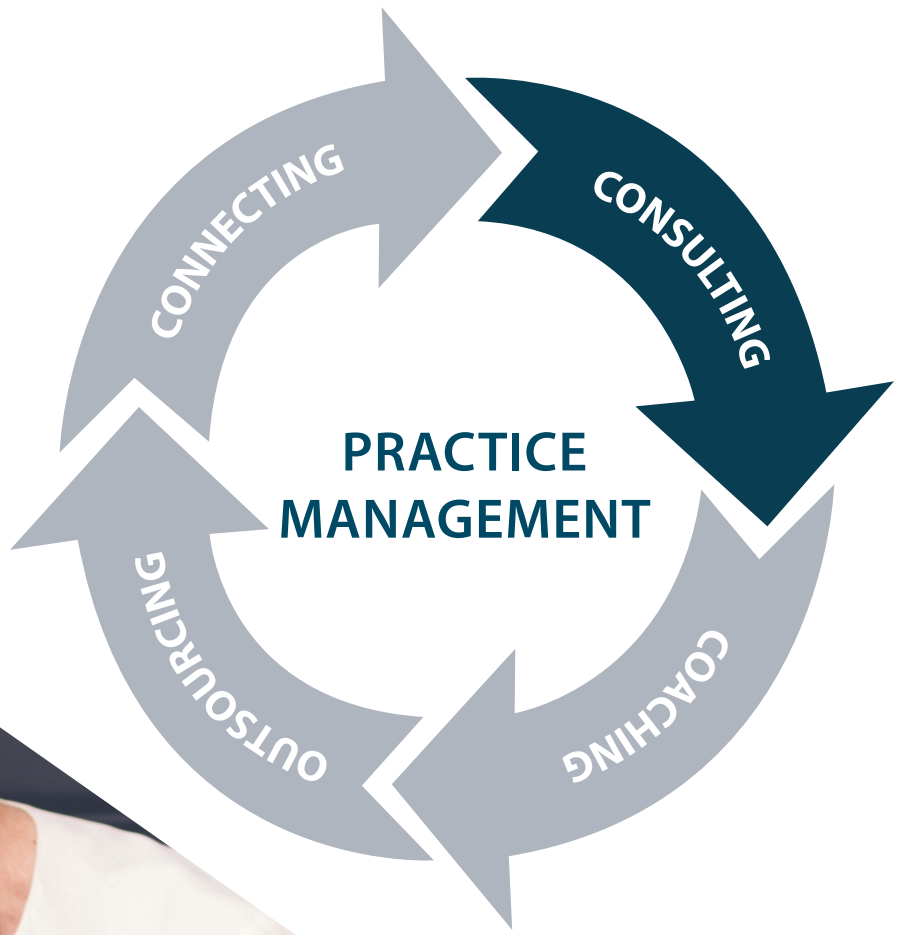 CONNECTING
CONSULTING
PRACTICE
MANAGEMENT
OUTSOURCING
COACHING